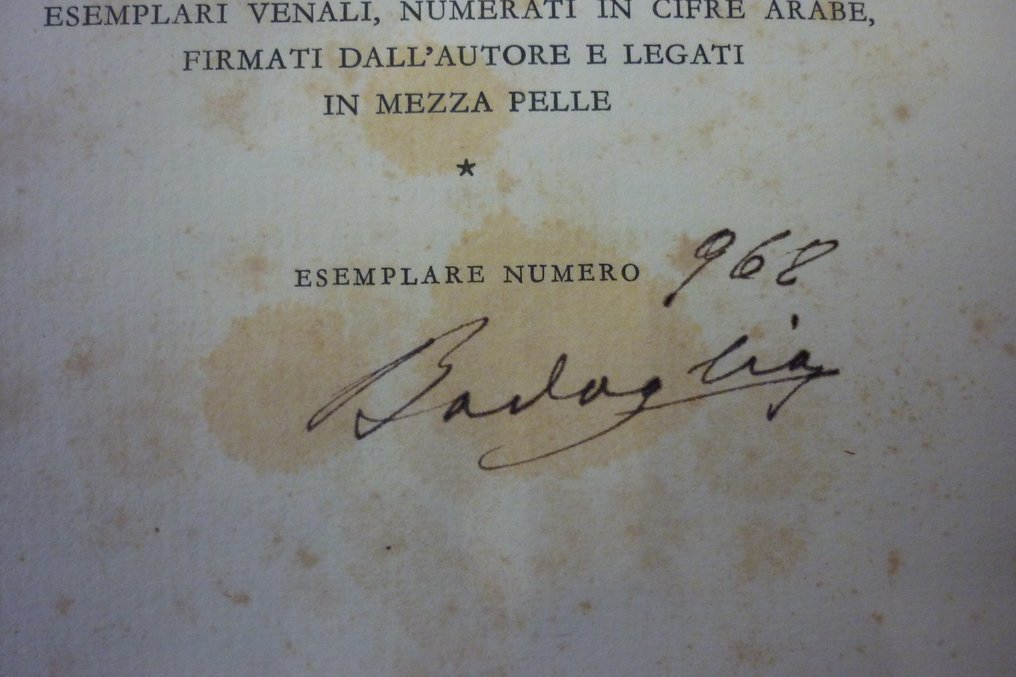 ESEMPLARI VENALI, NUMERATI IN CIFRE ARABE,
FIRMATI DALL'AUTORE E LEGATI
IN MEZZA PELLE
★
ESEMPLARE NUMERO 968
Badoglio